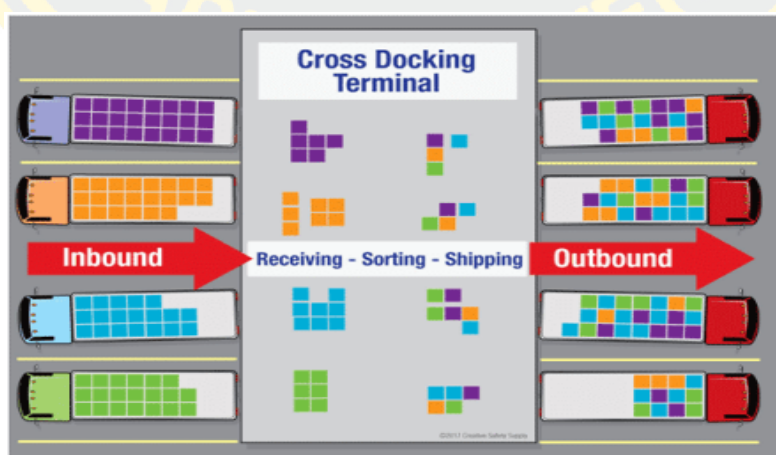 Cross Docking
Terminal
Inbound
Receiving - Sorting - Shipping
Outbound
©2017 Creative Safety Supply